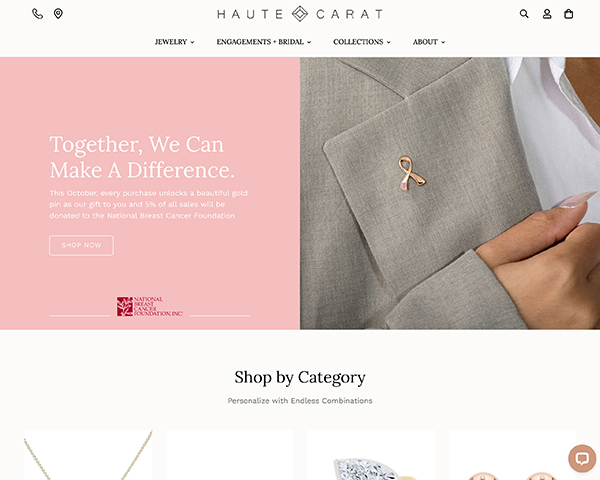 HAUTE CARAT
JEWELRY
ENGAGEMENTS + BRIDAL
COLLECTIONS
ABOUT
Together, We Can
Make A Difference.
This October, every purchase unlocks a beautiful gold
pin as our gift to you and 5% of all sales will be
donated to the National Breast Cancer Foundation
SHOP NOW
NATIONAL
BREAST
CANCER
FOUNDATION, INC®
Shop by Category
Personalize with Endless Combinations